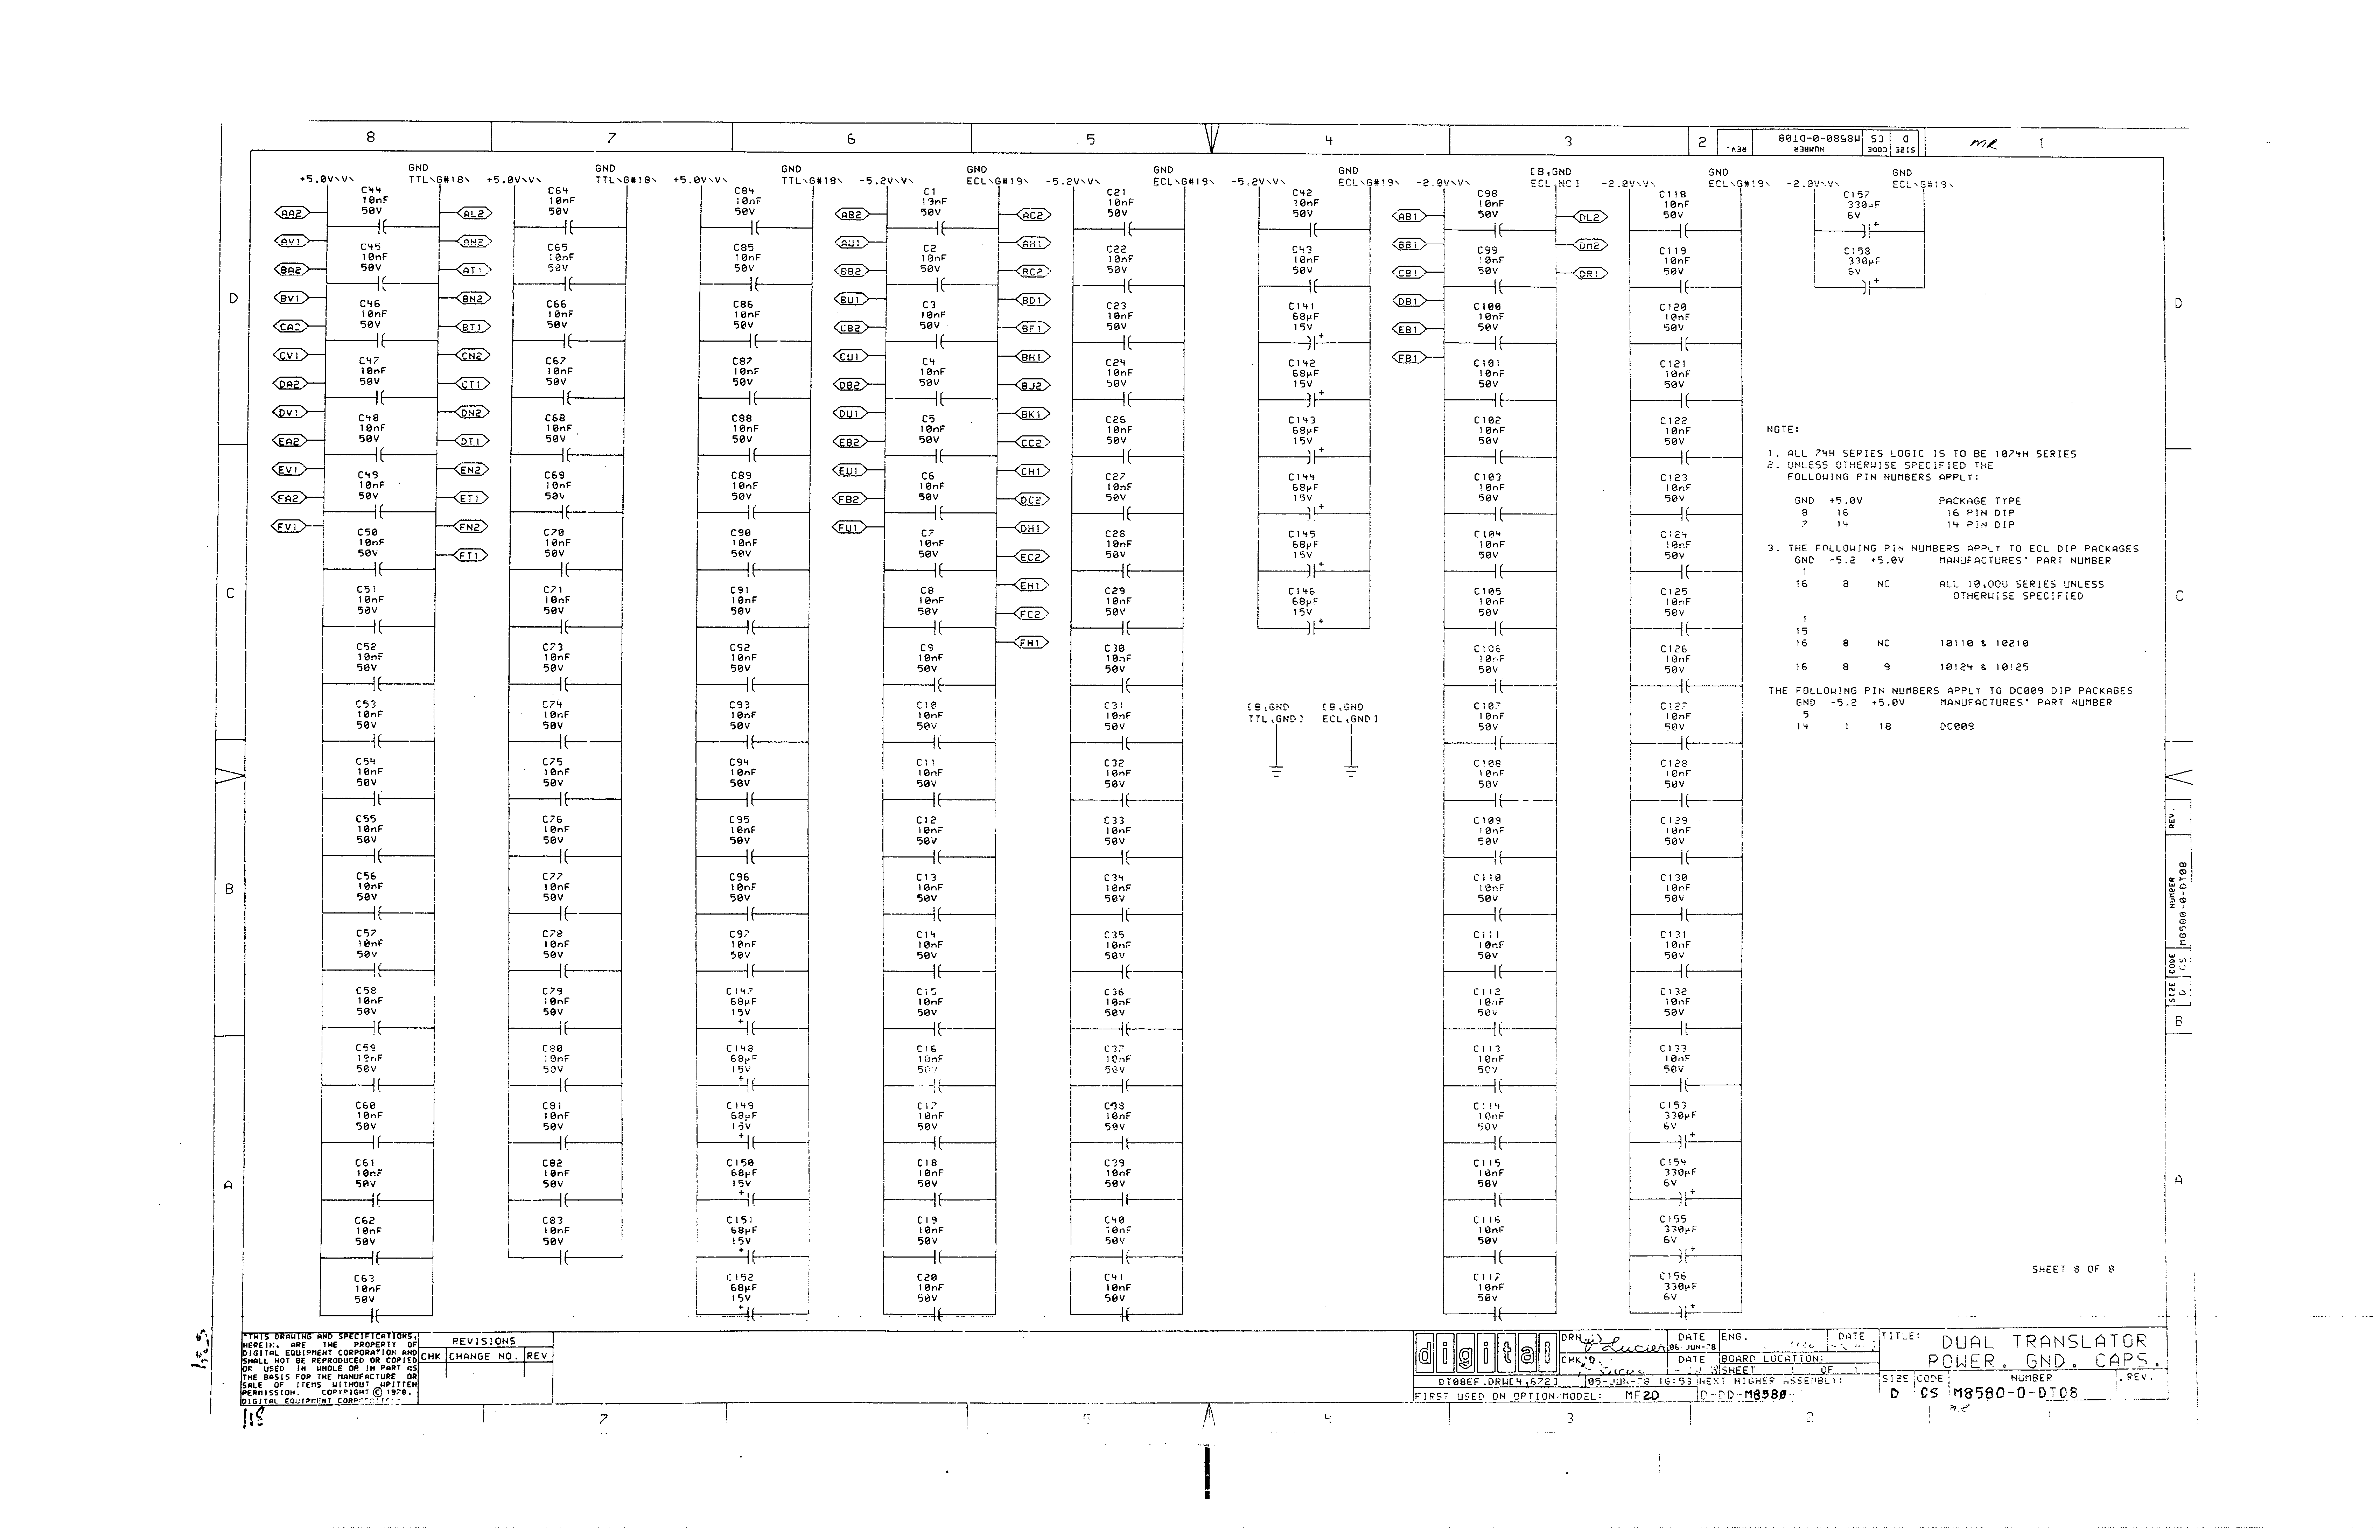 8 7 6 5 4 3 2 1
SIZE CODE NUMBER REV.
D CS M8580-0-DT08
MR
+5.0V\V\ GND TTL\G#18\
+5.0V\V\ GND TTL\G#18\
+5.0V\V\ GND TTL\G#19\
-5.2V\V\ GND ECL\G#19\
-5.2V\V\ GND ECL\G#19\
-5.2V\V\ GND ECL\G#19\
-2.0V\V\ [B,GND ECL,NC]
-2.0V\V\ GND ECL\G#19\
-2.0V\V\ GND ECL\G#19\
AA2
AV1
BA2
BV1
CA2
CV1
DA2
DV1
EA2
EV1
FA2
FV1
C44 10nF 50V
C45 10nF 50V
C46 10nF 50V
C47 10nF 50V
C48 10nF 50V
C49 10nF 50V
C50 10nF 50V
C51 10nF 50V
C52 10nF 50V
C53 10nF 50V
C54 10nF 50V
C55 10nF 50V
C56 10nF 50V
C57 10nF 50V
C58 10nF 50V
C59 10nF 50V
C60 10nF 50V
C61 10nF 50V
C62 10nF 50V
C63 10nF 50V
AL2
AN2
AT1
BN2
BT1
CN2
CT1
DN2
DT1
EN2
ET1
FN2
FT1
C64 10nF 50V
C65 10nF 50V
C66 10nF 50V
C67 10nF 50V
C68 10nF 50V
C69 10nF 50V
C70 10nF 50V
C71 10nF 50V
C73 10nF 50V
C74 10nF 50V
C75 10nF 50V
C76 10nF 50V
C77 10nF 50V
C78 10nF 50V
C79 10nF 50V
C80 10nF 50V
C81 10nF 50V
C82 10nF 50V
C83 10nF 50V
C84 10nF 50V
C85 10nF 50V
C86 10nF 50V
C87 10nF 50V
C88 10nF 50V
C89 10nF 50V
C90 10nF 50V
C91 10nF 50V
C92 10nF 50V
C93 10nF 50V
C94 10nF 50V
C95 10nF 50V
C96 10nF 50V
C97 10nF 50V
C147 68µF 15V +
C148 68µF 15V +
C149 68µF 15V +
C150 68µF 15V +
C151 68µF 15V +
C152 68µF 15V +
AB2
AU1
BB2
BU1
CB2
CU1
DB2
DU1
EB2
EU1
FB2
FU1
C1 10nF 50V
C2 10nF 50V
C3 10nF 50V
C4 10nF 50V
C5 10nF 50V
C6 10nF 50V
C7 10nF 50V
C8 10nF 50V
C9 10nF 50V
C10 10nF 50V
C11 10nF 50V
C12 10nF 50V
C13 10nF 50V
C14 10nF 50V
C15 10nF 50V
C16 10nF 50V
C17 10nF 50V
C18 10nF 50V
C19 10nF 50V
C20 10nF 50V
AC2
AH1
BC2
BD1
BF1
BH1
BJ2
BK1
CC2
CH1
DC2
DH1
EC2
EH1
FC2
FH1
C21 10nF 50V
C22 10nF 50V
C23 10nF 50V
C24 10nF 50V
C26 10nF 50V
C27 10nF 50V
C28 10nF 50V
C29 10nF 50V
C30 10nF 50V
C31 10nF 50V
C32 10nF 50V
C33 10nF 50V
C34 10nF 50V
C35 10nF 50V
C36 10nF 50V
C37 10nF 50V
C38 10nF 50V
C39 10nF 50V
C40 10nF 50V
C41 10nF 50V
C42 10nF 50V
C43 10nF 50V
C141 68µF 15V +
C142 68µF 15V +
C143 68µF 15V +
C144 68µF 15V +
C145 68µF 15V +
C146 68µF 15V +
[B,GND TTL,GND]
[B,GND ECL,GND]
AB1
BB1
CB1
DB1
EB1
FB1
C98 10nF 50V
C99 10nF 50V
C100 10nF 50V
C101 10nF 50V
C102 10nF 50V
C103 10nF 50V
C104 10nF 50V
C105 10nF 50V
C106 10nF 50V
C107 10nF 50V
C108 10nF 50V
C109 10nF 50V
C110 10nF 50V
C111 10nF 50V
C112 10nF 50V
C113 10nF 50V
C114 10nF 50V
C115 10nF 50V
C116 10nF 50V
C117 10nF 50V
DL2
DM2
DR1
C118 10nF 50V
C119 10nF 50V
C120 10nF 50V
C121 10nF 50V
C122 10nF 50V
C123 10nF 50V
C124 10nF 50V
C125 10nF 50V
C126 10nF 50V
C127 10nF 50V
C128 10nF 50V
C129 10nF 50V
C130 10nF 50V
C131 10nF 50V
C132 10nF 50V
C133 10nF 50V
C153 330µF 6V +
C154 330µF 6V +
C155 330µF 6V +
C156 330µF 6V +
C157 330µF 6V +
C158 330µF 6V +
D C B A
D C B A
NOTE:
1. ALL 74H SERIES LOGIC IS TO BE 1074H SERIES
2. UNLESS OTHERWISE SPECIFIED THE
FOLLOWING PIN NUMBERS APPLY:
GND +5.0V PACKAGE TYPE
8 16 16 PIN DIP
7 14 14 PIN DIP
3. THE FOLLOWING PIN NUMBERS APPLY TO ECL DIP PACKAGES
GND -5.2 +5.0V MANUFACTURES' PART NUMBER
1
16 8 NC ALL 10,000 SERIES UNLESS
OTHERWISE SPECIFIED
1
15
16 8 NC 10110 & 10210
16 8 9 10124 & 10125
THE FOLLOWING PIN NUMBERS APPLY TO DC009 DIP PACKAGES
GND -5.2 +5.0V MANUFACTURES' PART NUMBER
5
14 1 18 DC009
SIZE CODE NUMBER REV.
D CS M8580-0-DT08
SHEET 8 OF 8
"THIS DRAWING AND SPECIFICATIONS,
HEREIN, ARE THE PROPERTY OF
DIGITAL EQUIPMENT CORPORATION AND
SHALL NOT BE REPRODUCED OR COPIED
OR USED IN WHOLE OR IN PART AS
THE BASIS FOR THE MANUFACTURE OR
SALE OF ITEMS WITHOUT WRITTEN
PERMISSION. COPYRIGHT © 1978,
DIGITAL EQUIPMENT
REVISIONS
CHK CHANGE NO. REV
digital
DRN. Lucier DATE 06-JUN-78 ENG. DATE
CHK'D. DATE BOARD LOCATION:
SHEET 1 OF 1
DT08EF.DRW[4,672] 05-JUN-78 16:53 NEXT HIGHER ASSEMBLY:
FIRST USED ON OPTION/MODEL: MF20 D-DD-M8580
TITLE: DUAL TRANSLATOR
POWER, GND, CAPS.
SIZE CODE NUMBER REV.
D CS M8580-0-DT08
118
7 5 4 3 2 1